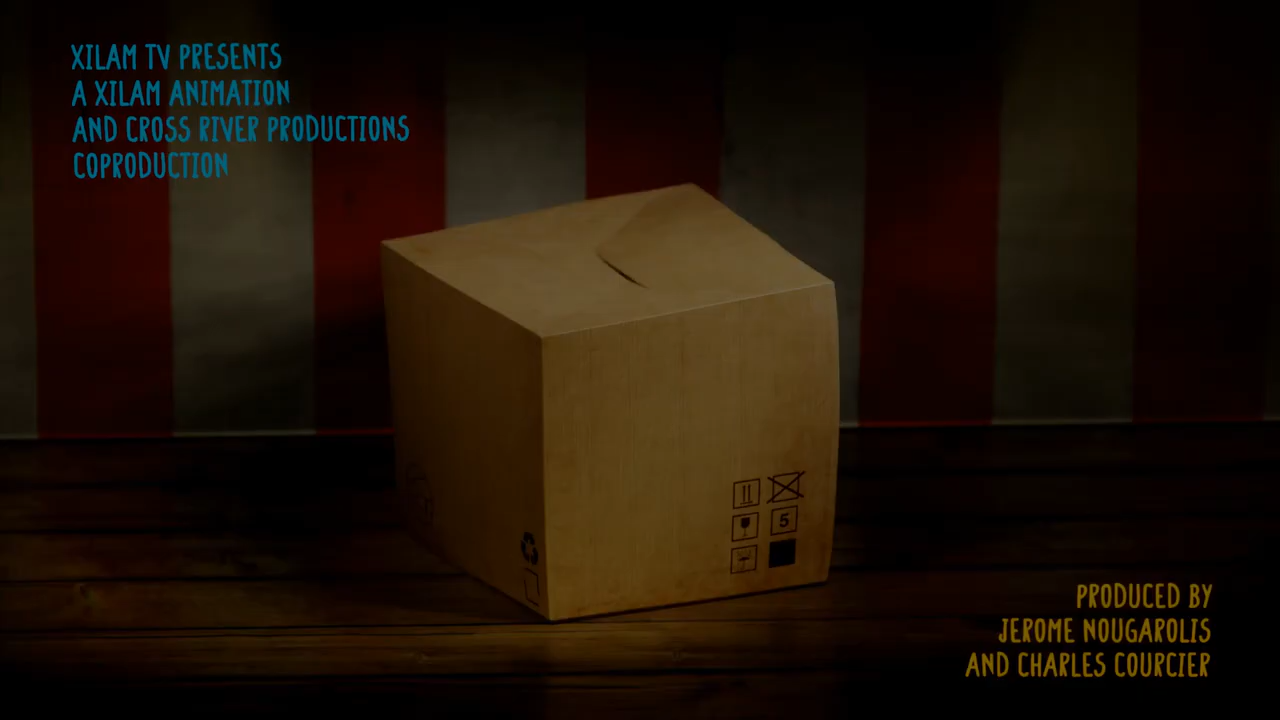 XILAM TV PRESENTS
A XILAM ANIMATION
AND CROSS RIVER PRODUCTIONS
COPRODUCTION
5
PRODUCED BY
JEROME NOUGAROLIS
AND CHARLES COURCIER